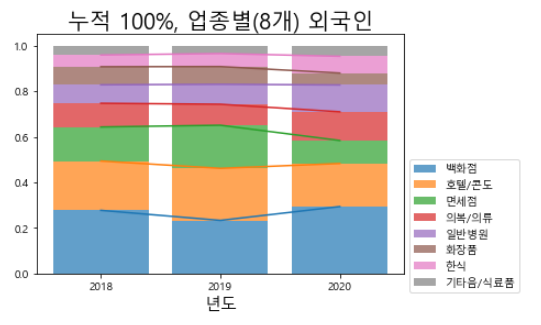 누적 100%, 업종별(8개) 외국인
1.0
0.8
0.6
0.4
0.2
0.0
2018
2019
2020
년도
백화점
호텔/콘도
면세점
의복/의류
일반병원
화장품
한식
기타음/식료품